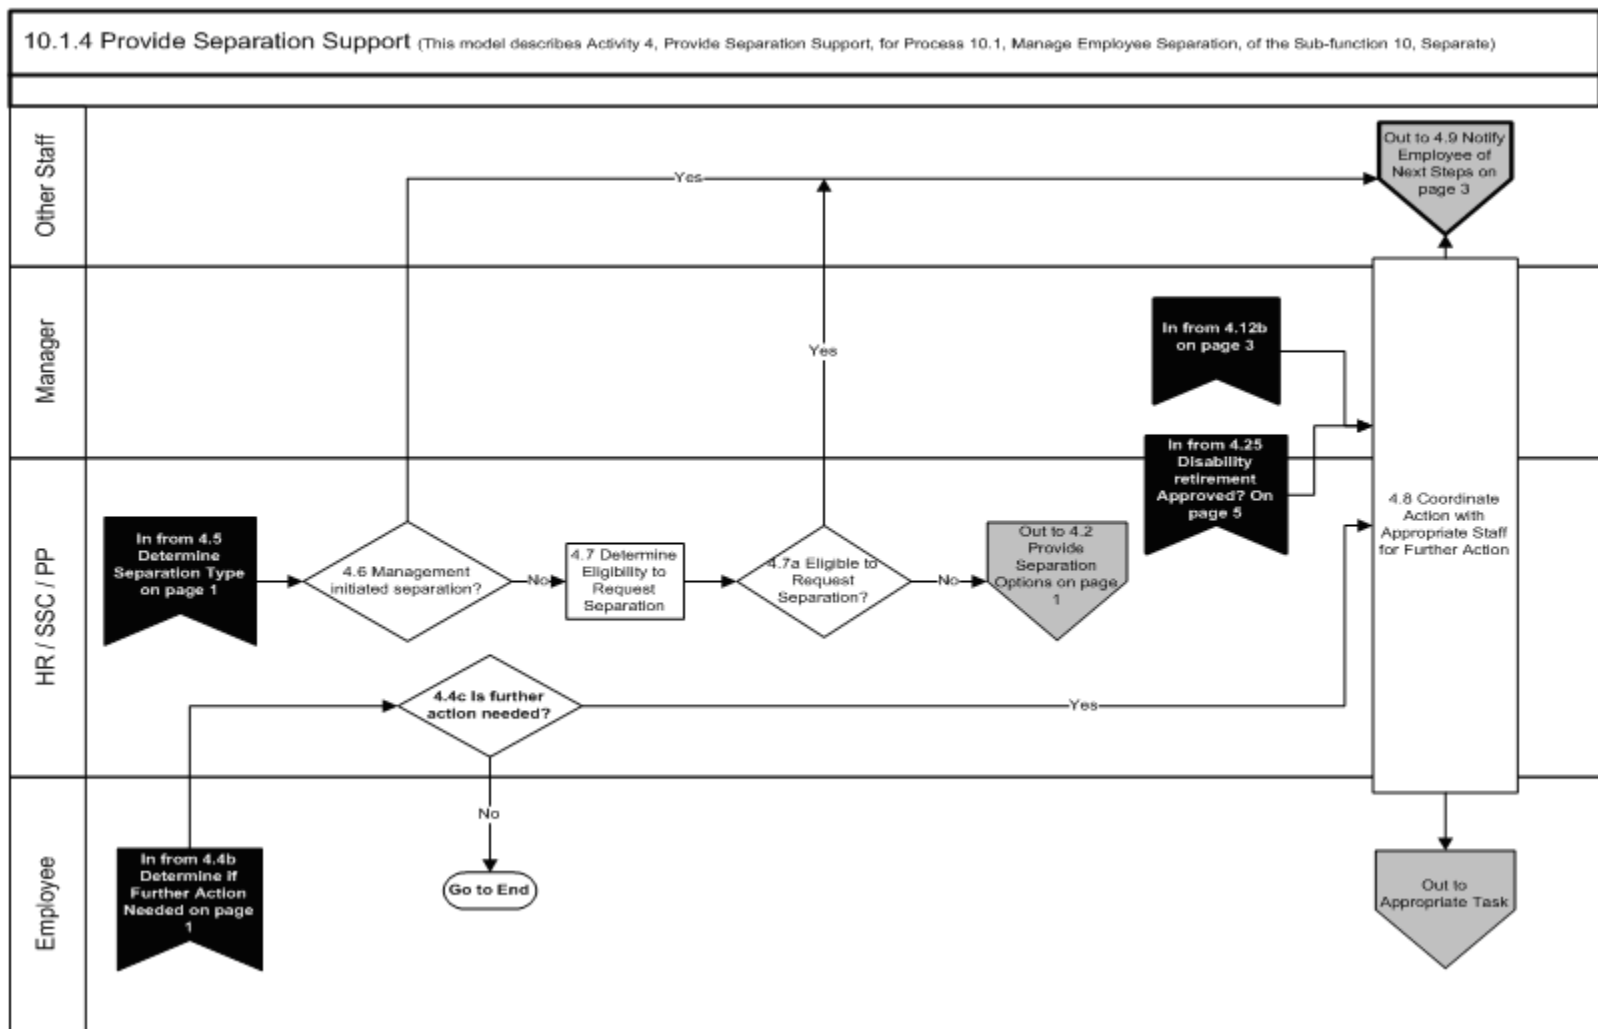 10.1.4 Provide Separation Support (This model describes Activity 4, Provide Separation Support, for Process 10.1, Manage Employee Separation, of the Sub-function 10, Separate)
Other Staff
Yes
Out to 4.9 Notify
Employee of
Next Steps on
page 3
Manager
Yes
In from 4.12b
on page 3
In from 4.25
Disability
retirement
Approved? On
page 5
HR / SSC / PP
In from 4.5
Determine
Separation Type
on page 1
4.6 Management
initiated separation?
No
4.7 Determine
Eligibility to
Request
Separation
4.7a Eligible to
Request
Separation?
No
Out to 4.2
Provide
Separation
Options on page
1
4.8 Coordinate
Action with
Appropriate Staff
for Further Action
4.4c Is further
action needed?
Yes
No
Employee
In from 4.4b
Determine if
Further Action
Needed on page
1
Go to End
Out to
Appropriate Task